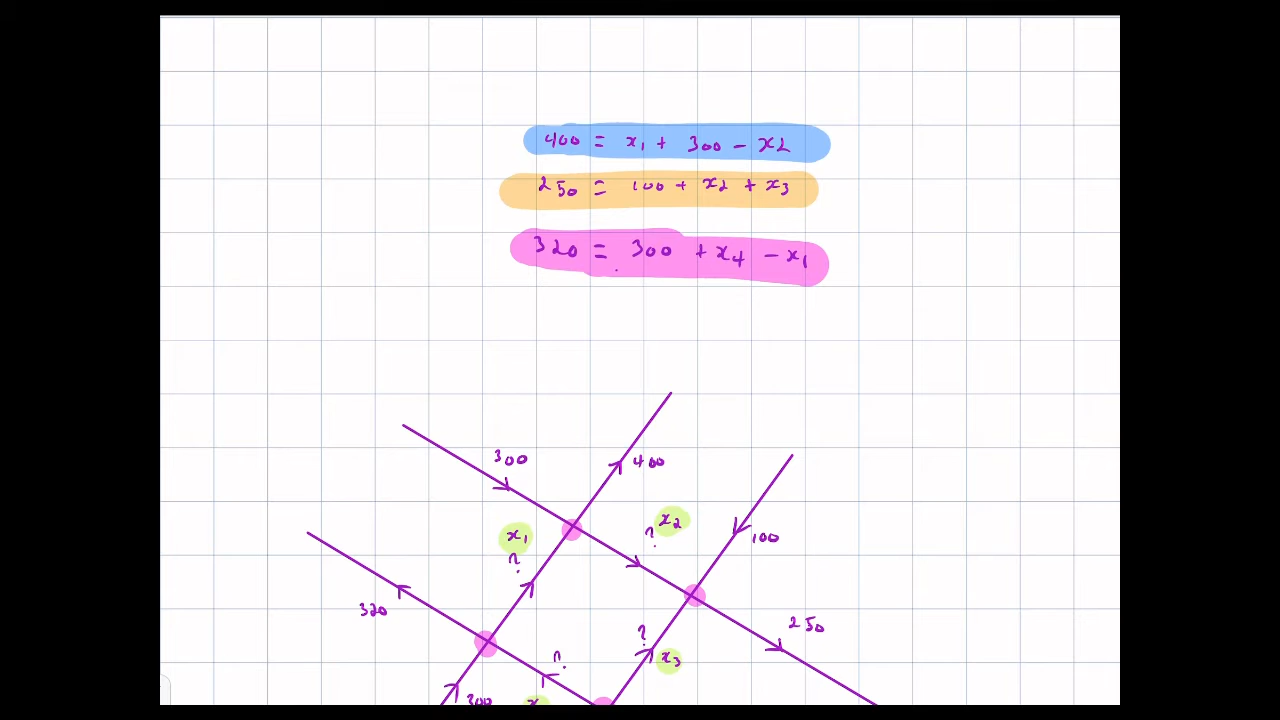 400 = x₁ + 300 - x₂
250 = 100 + x₂ + x₃
320 = 300 + x₄ - x₁
300
400
x₂
?
x₁
?
100
320
250
?
x₃
?
300
x